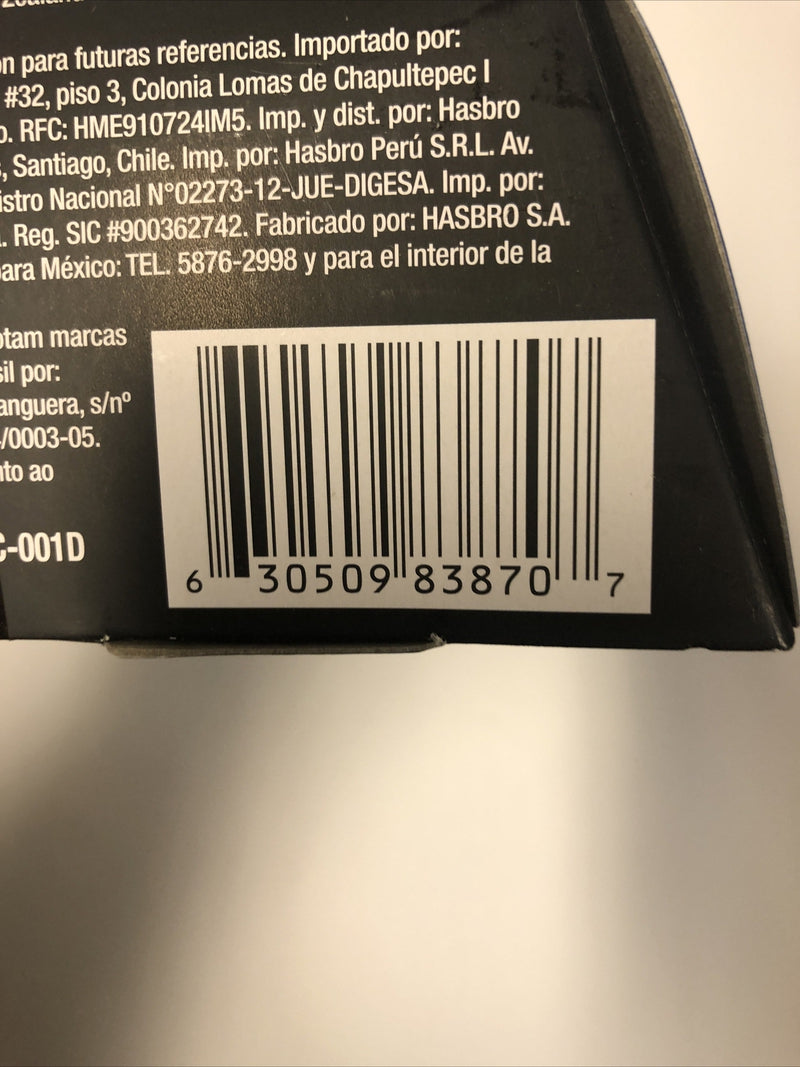 n para futuras referencias. Importado por:
#32, piso 3, Colonia Lomas de Chapultepec I
o. RFC: HME910724IM5. Imp. y dist. por: Hasbro
, Santiago, Chile. Imp. por: Hasbro Perú S.R.L. Av.
istro Nacional N°02273-12-JUE-DIGESA. Imp. por:
. Reg. SIC #900362742. Fabricado por: HASBRO S.A.
para México: TEL. 5876-2998 y para el interior de la
otam marcas
sil por:
anguera, s/nº
/0003-05.
nto ao
C-001D
6 30509 83870 7